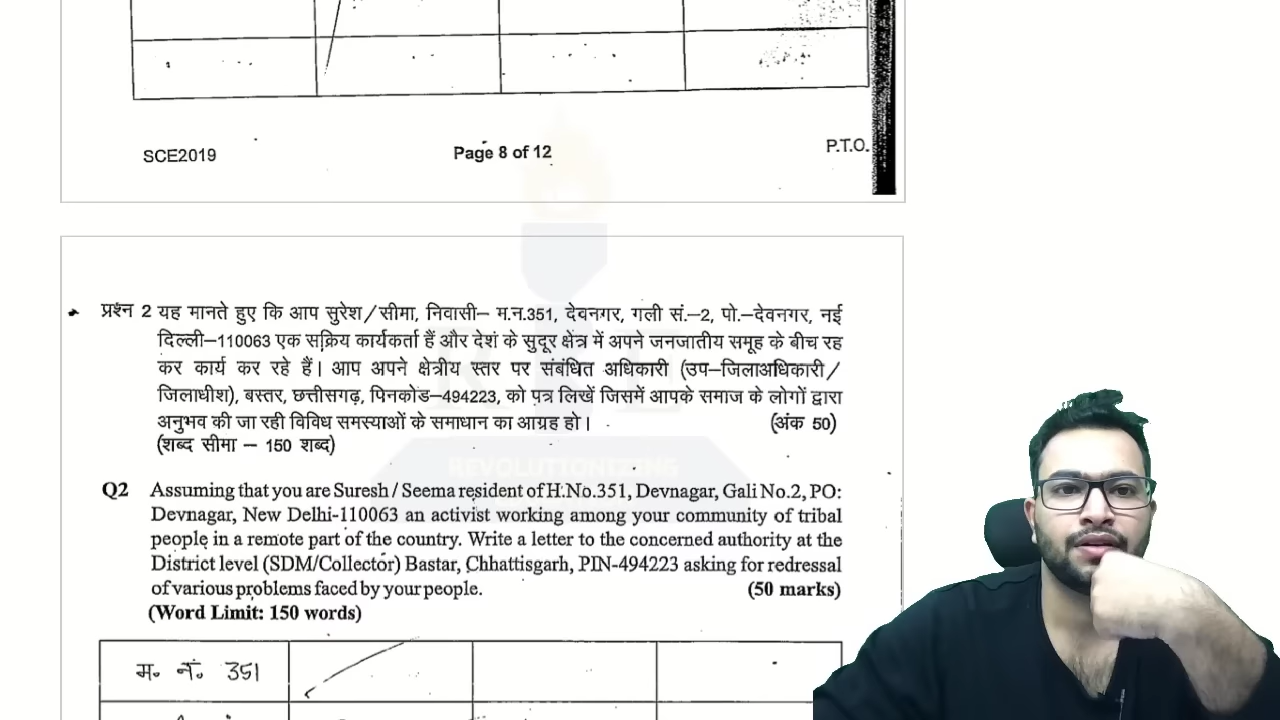 SCE2019
Page 8 of 12
P.T.O.
प्रश्न 2 यह मानते हुए कि आप सुरेश/सीमा, निवासी– म.न.351, देवनगर, गली सं.–2, पो.–देवनगर, नई
दिल्ली–110063 एक सक्रिय कार्यकर्ता हैं और देश के सुदूर क्षेत्र में अपने जनजातीय समूह के बीच रह
कर कार्य कर रहे हैं। आप अपने क्षेत्रीय स्तर पर संबंधित अधिकारी (उप–जिलाअधिकारी/
जिलाधीश), बस्तर, छत्तीसगढ़, पिनकोड–494223, को पत्र लिखें जिसमें आपके समाज के लोगों द्वारा
अनुभव की जा रही विविध समस्याओं के समाधान का आग्रह हो। (अंक 50)
(शब्द सीमा – 150 शब्द)
REVOLUTIONIZING
Q2 Assuming that you are Suresh / Seema resident of H.No.351, Devnagar, Gali No.2, PO:
Devnagar, New Delhi-110063 an activist working among your community of tribal
people in a remote part of the country. Write a letter to the concerned authority at the
District level (SDM/Collector) Bastar, Chhattisgarh, PIN-494223 asking for redressal
of various problems faced by your people. (50 marks)
(Word Limit: 150 words)
म. नं. 351